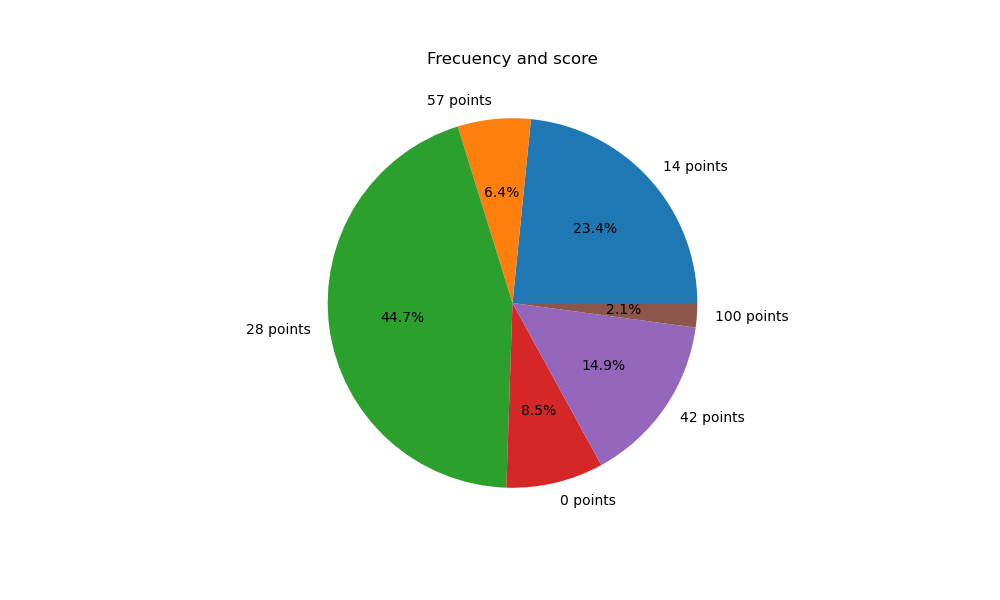 Frecuency and score
57 points
14 points
6.4%
23.4%
44.7%
28 points
2.1%
100 points
14.9%
8.5%
42 points
0 points